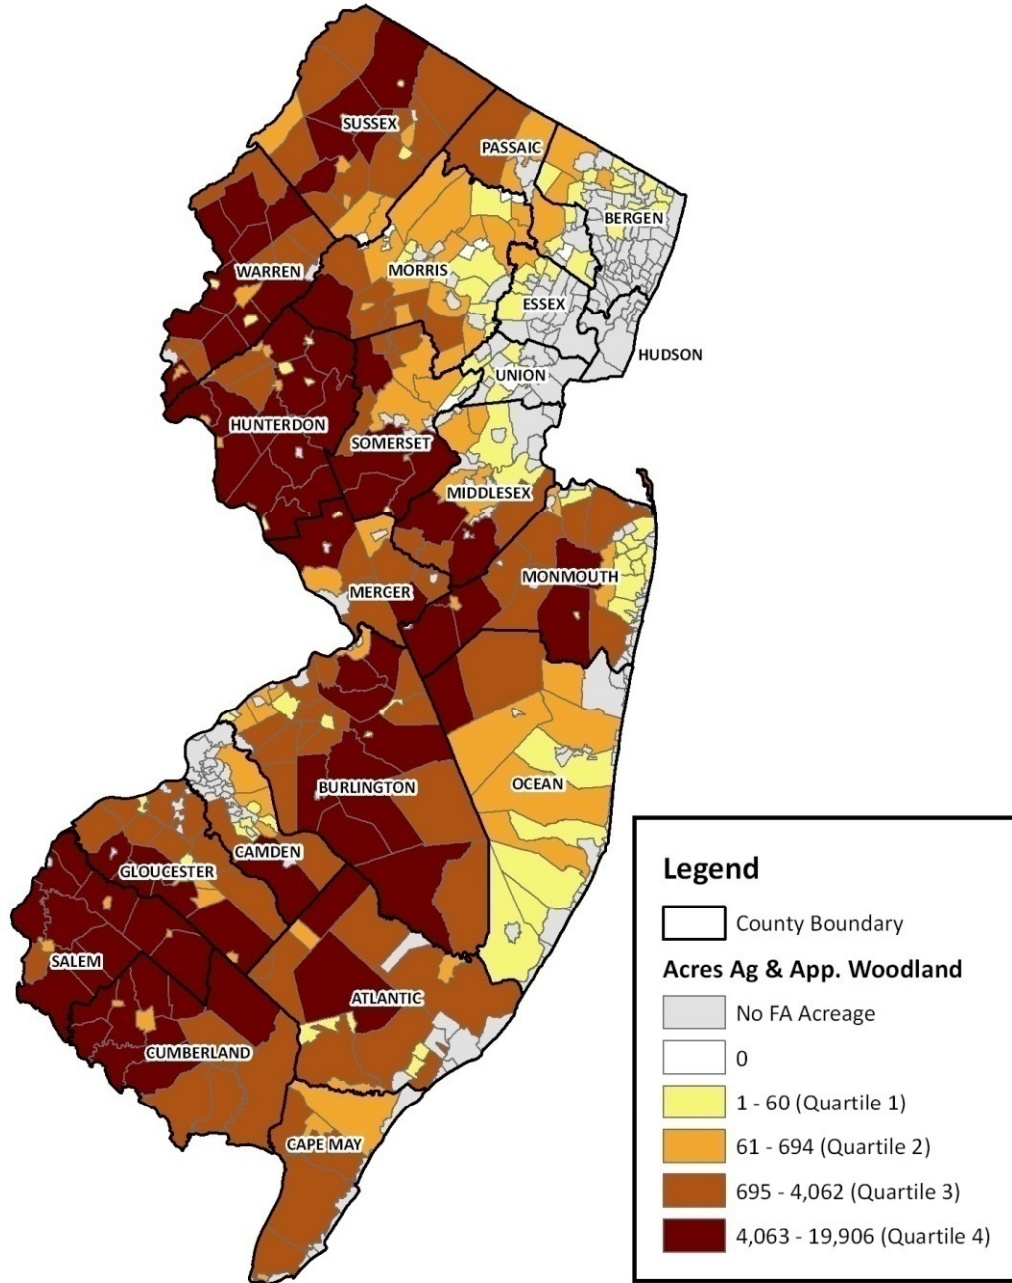 SUSSEX
PASSAIC
BERGEN
WARREN
MORRIS
ESSEX
HUDSON
UNION
HUNTERDON
SOMERSET
MIDDLESEX
MONMOUTH
MERCER
OCEAN
BURLINGTON
CAMDEN
GLOUCESTER
SALEM
ATLANTIC
CUMBERLAND
CAPE MAY
Legend
County Boundary
Acres Ag & App. Woodland
No FA Acreage
0
1 - 60 (Quartile 1)
61 - 694 (Quartile 2)
695 - 4,062 (Quartile 3)
4,063 - 19,906 (Quartile 4)